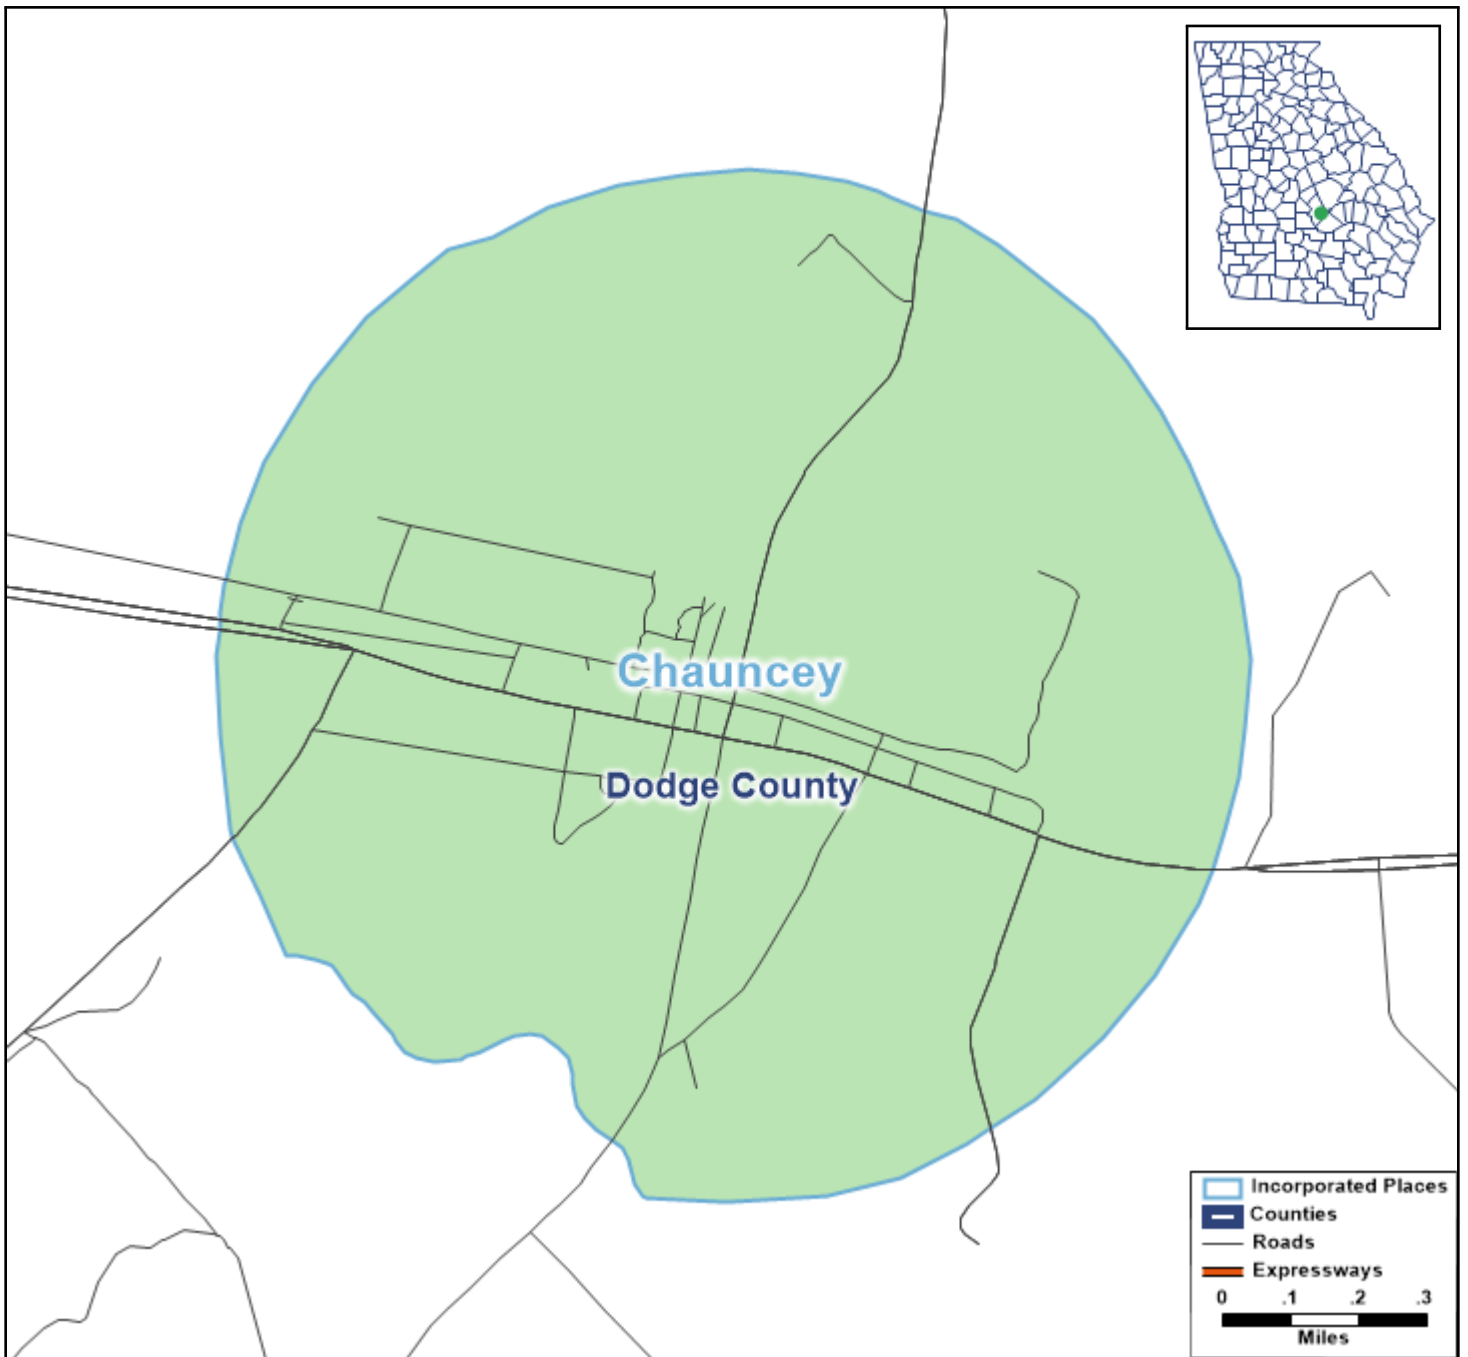 Chauncey
Dodge County
Incorporated Places
Counties
Roads
Expressways
0 .1 .2 .3
Miles